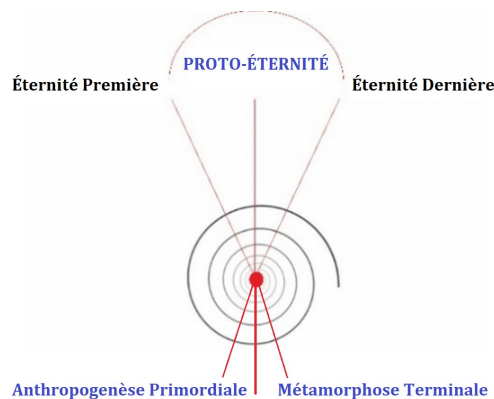 PROTO-ÉTERNITÉ
Éternité Première
Éternité Dernière
Anthropogenèse Primordiale
Métamorphose Terminale